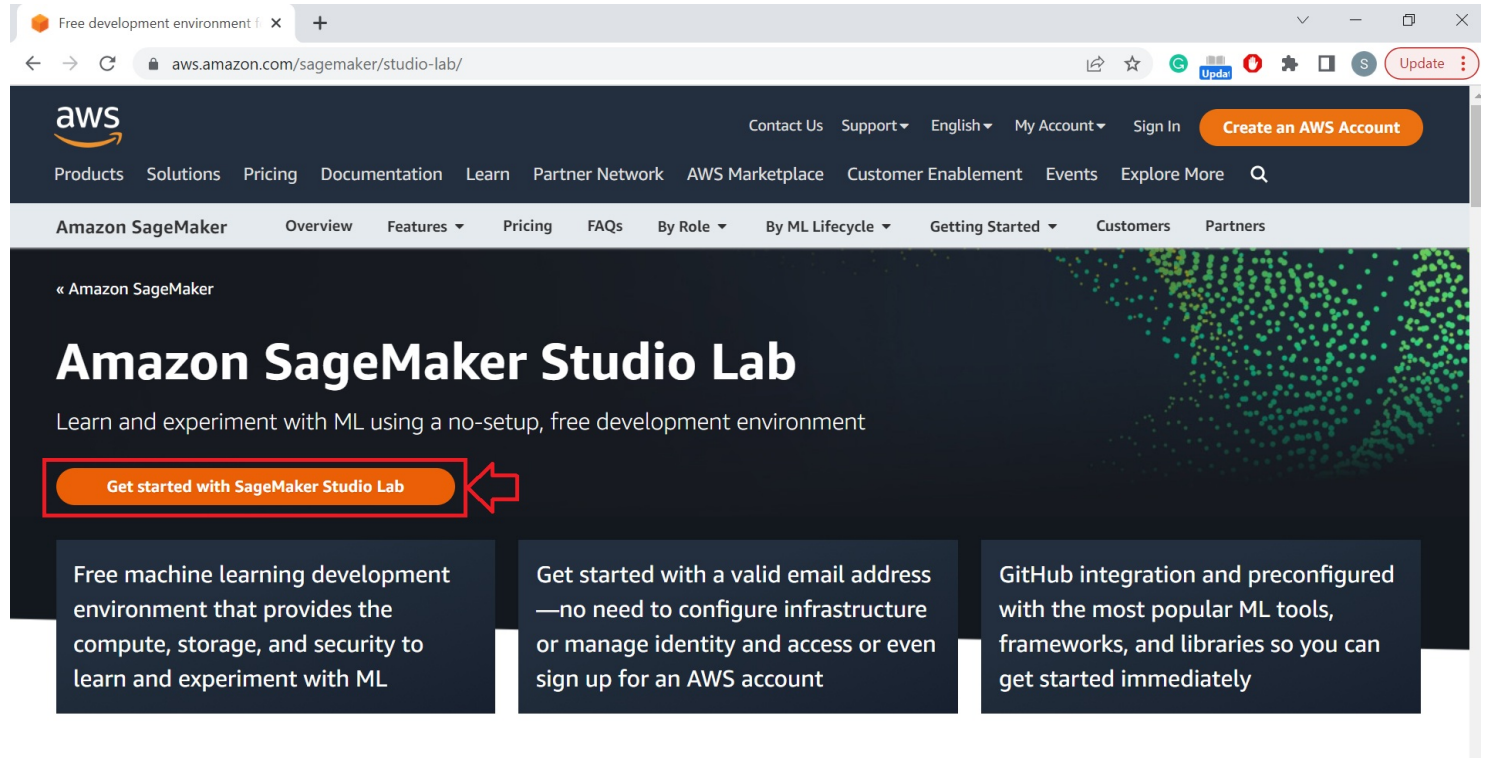 Free development environment f
aws.amazon.com/sagemaker/studio-lab/
S
Update
aws
Contact Us Support English My Account Sign In Create an AWS Account
Products Solutions Pricing Documentation Learn Partner Network AWS Marketplace Customer Enablement Events Explore More
Amazon SageMaker Overview Features Pricing FAQs By Role By ML Lifecycle Getting Started Customers Partners
« Amazon SageMaker
Amazon SageMaker Studio Lab
Learn and experiment with ML using a no-setup, free development environment
Get started with SageMaker Studio Lab
Free machine learning development
environment that provides the
compute, storage, and security to
learn and experiment with ML
Get started with a valid email address
—no need to configure infrastructure
or manage identity and access or even
sign up for an AWS account
GitHub integration and preconfigured
with the most popular ML tools,
frameworks, and libraries so you can
get started immediately